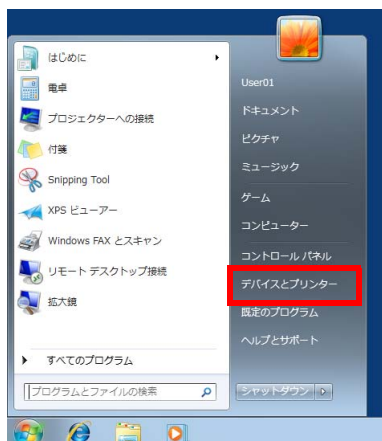 はじめに
電卓
プロジェクターへの接続
付箋
Snipping Tool
XPS ビューアー
Windows FAX とスキャン
リモート デスクトップ接続
拡大鏡
すべてのプログラム
プログラムとファイルの検索
User01
ドキュメント
ピクチャ
ミュージック
ゲーム
コンピューター
コントロール パネル
デバイスとプリンター
既定のプログラム
ヘルプとサポート
シャットダウン